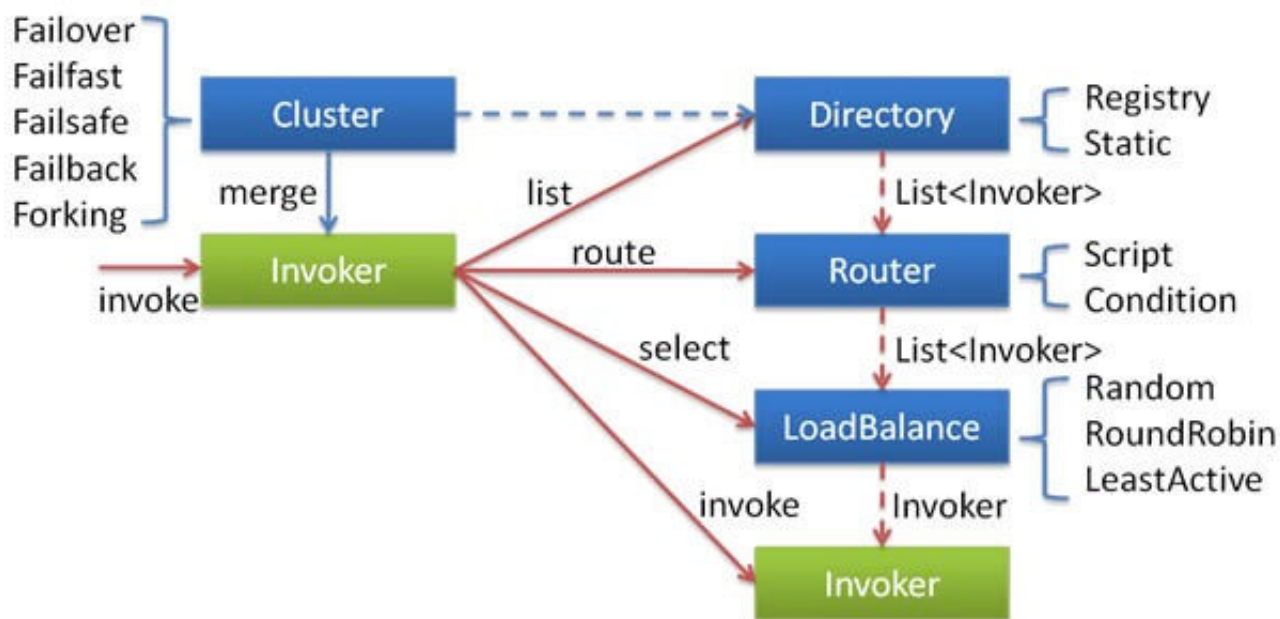 Failover
Failfast
Failsafe
Failback
Forking
Cluster
merge
invoke
Invoker
list
route
select
invoke
Directory
Registry
Static
List<Invoker>
Router
Script
Condition
List<Invoker>
LoadBalance
Random
RoundRobin
LeastActive
Invoker
Invoker